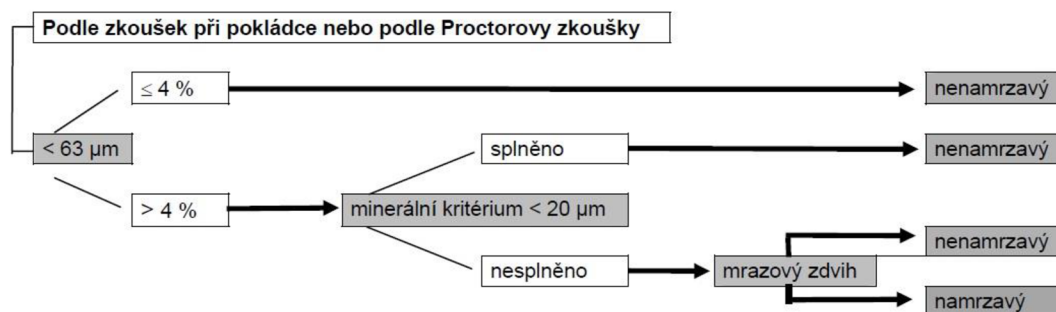 Podle zkoušek při pokládce nebo podle Proctorovy zkoušky
≤ 4 %
nenamrzavý
< 63 µm
splněno
nenamrzavý
> 4 %
minerální kritérium < 20 µm
nenamrzavý
nesplněno
mrazový zdvih
namrzavý